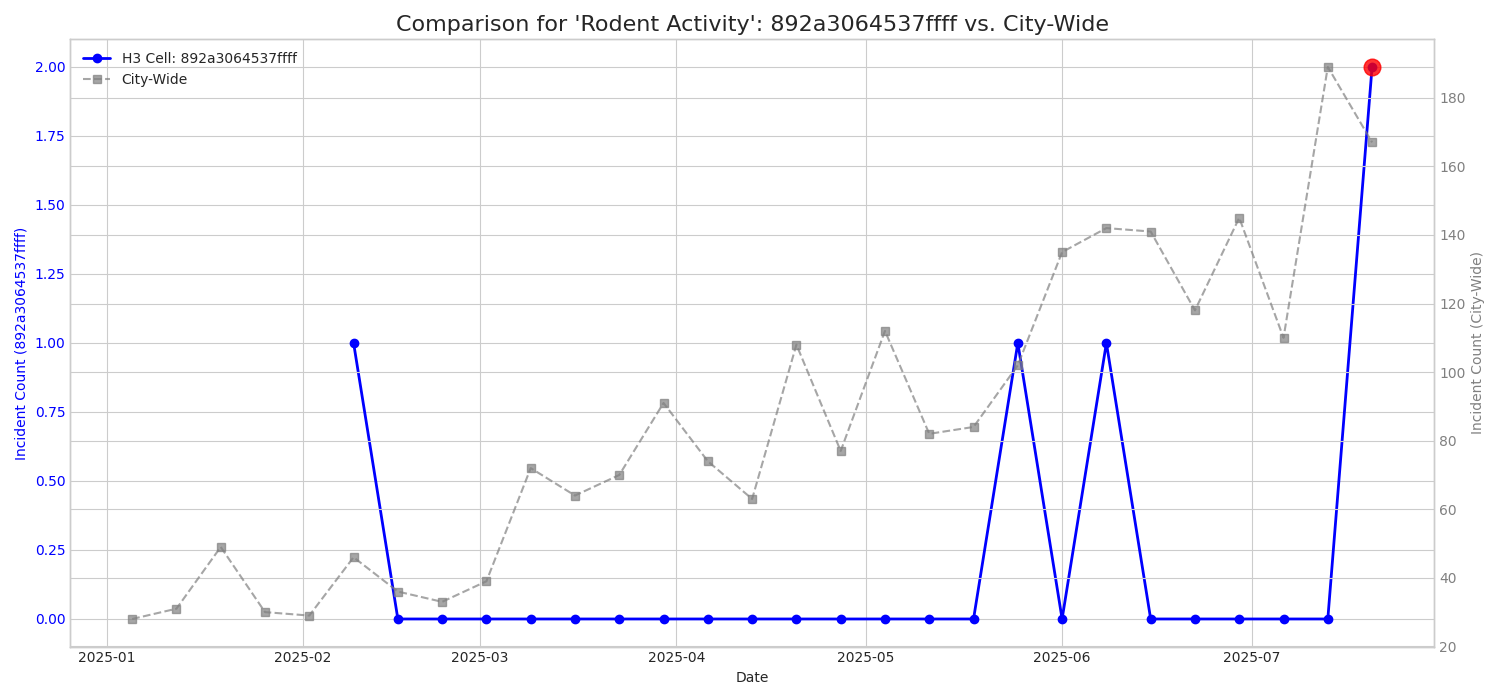 Comparison for 'Rodent Activity': 892a3064537ffff vs. City-Wide
H3 Cell: 892a3064537ffff
City-Wide
Incident Count (892a3064537ffff)
2.00
1.75
1.50
1.25
1.00
0.75
0.50
0.25
0.00
180
160
140
120
100
80
60
40
20
Incident Count (City-Wide)
2025-01 2025-02 2025-03 2025-04 2025-05 2025-06 2025-07
Date